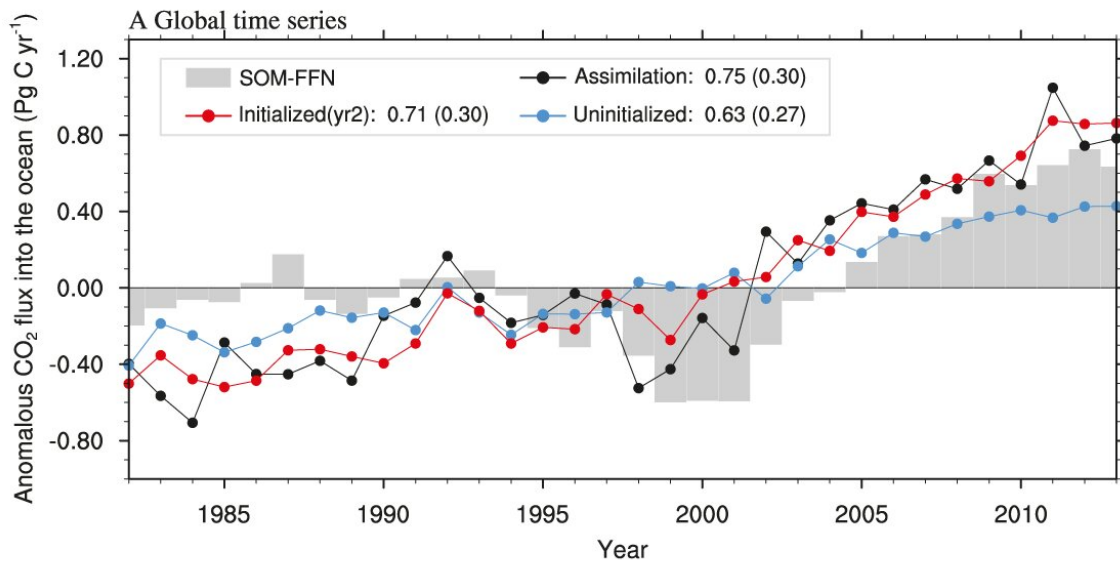 A Global time series
Anomalous CO₂ flux into the ocean (Pg C yr⁻¹)
1.20
0.80
0.40
0.00
-0.40
-0.80
SOM-FFN
Assimilation: 0.75 (0.30)
Initialized(yr2): 0.71 (0.30)
Uninitialized: 0.63 (0.27)
1985 1990 1995 2000 2005 2010
Year